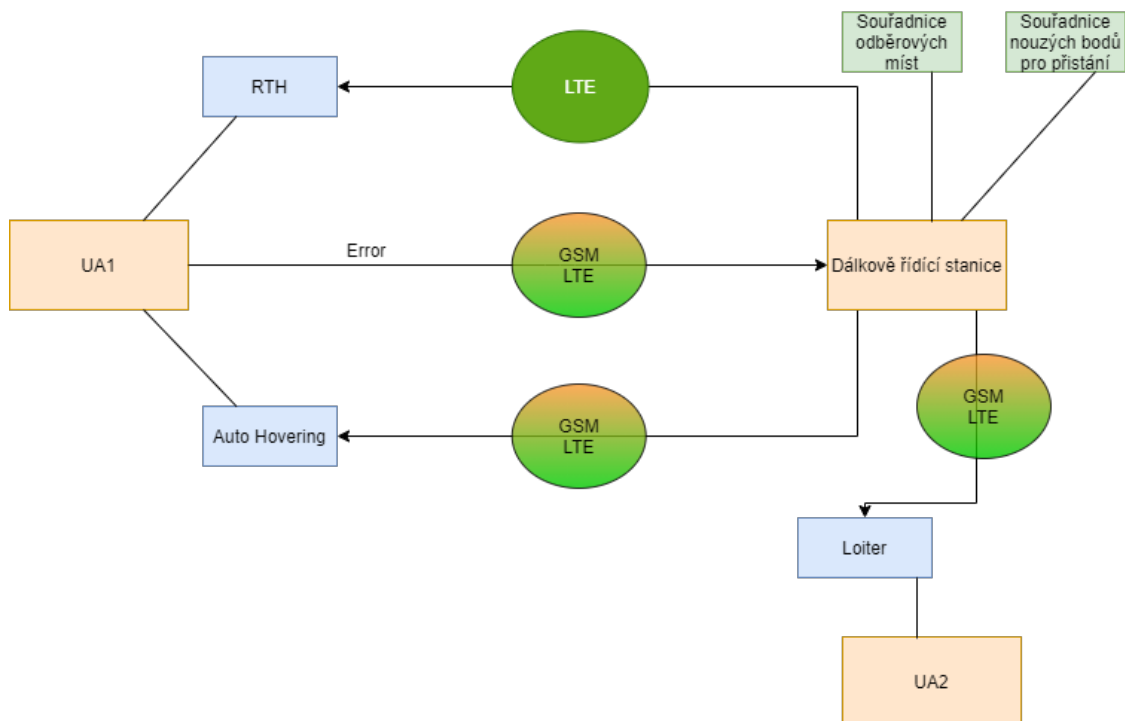 Souřadnice
odběrových
míst
Souřadnice
nouzých bodů
pro přistání
RTH
LTE
UA1
Error
GSM
LTE
Dálkově řídící stanice
Auto Hovering
GSM
LTE
GSM
LTE
Loiter
UA2